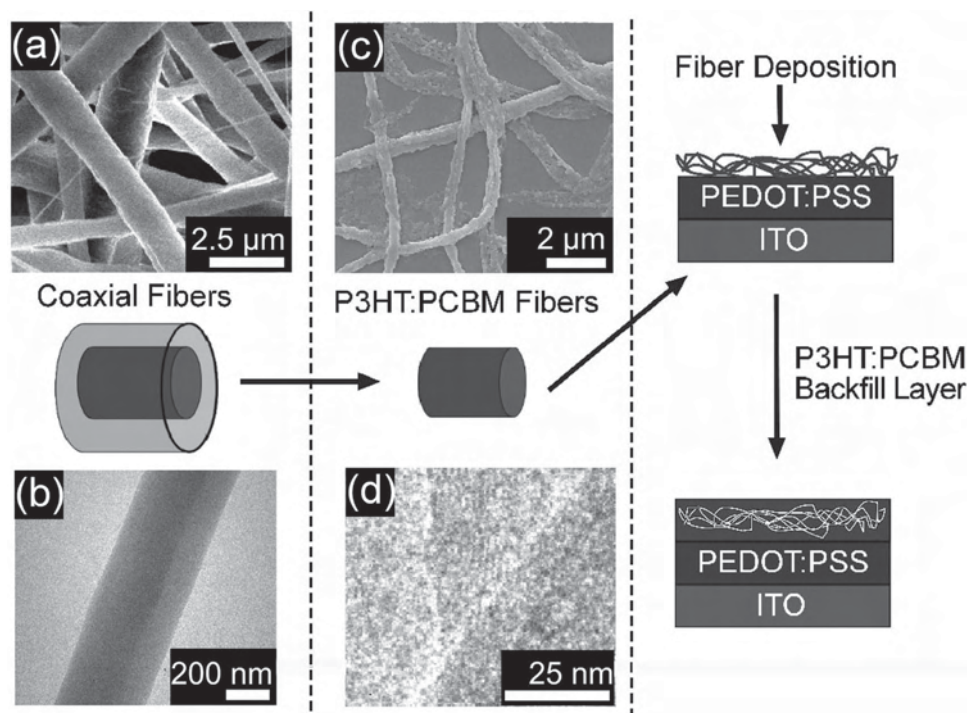 (a)
2.5 µm
Coaxial Fibers
(b)
200 nm
(c)
2 µm
P3HT:PCBM Fibers
(d)
25 nm
Fiber Deposition
PEDOT:PSS
ITO
P3HT:PCBM
Backfill Layer
PEDOT:PSS
ITO